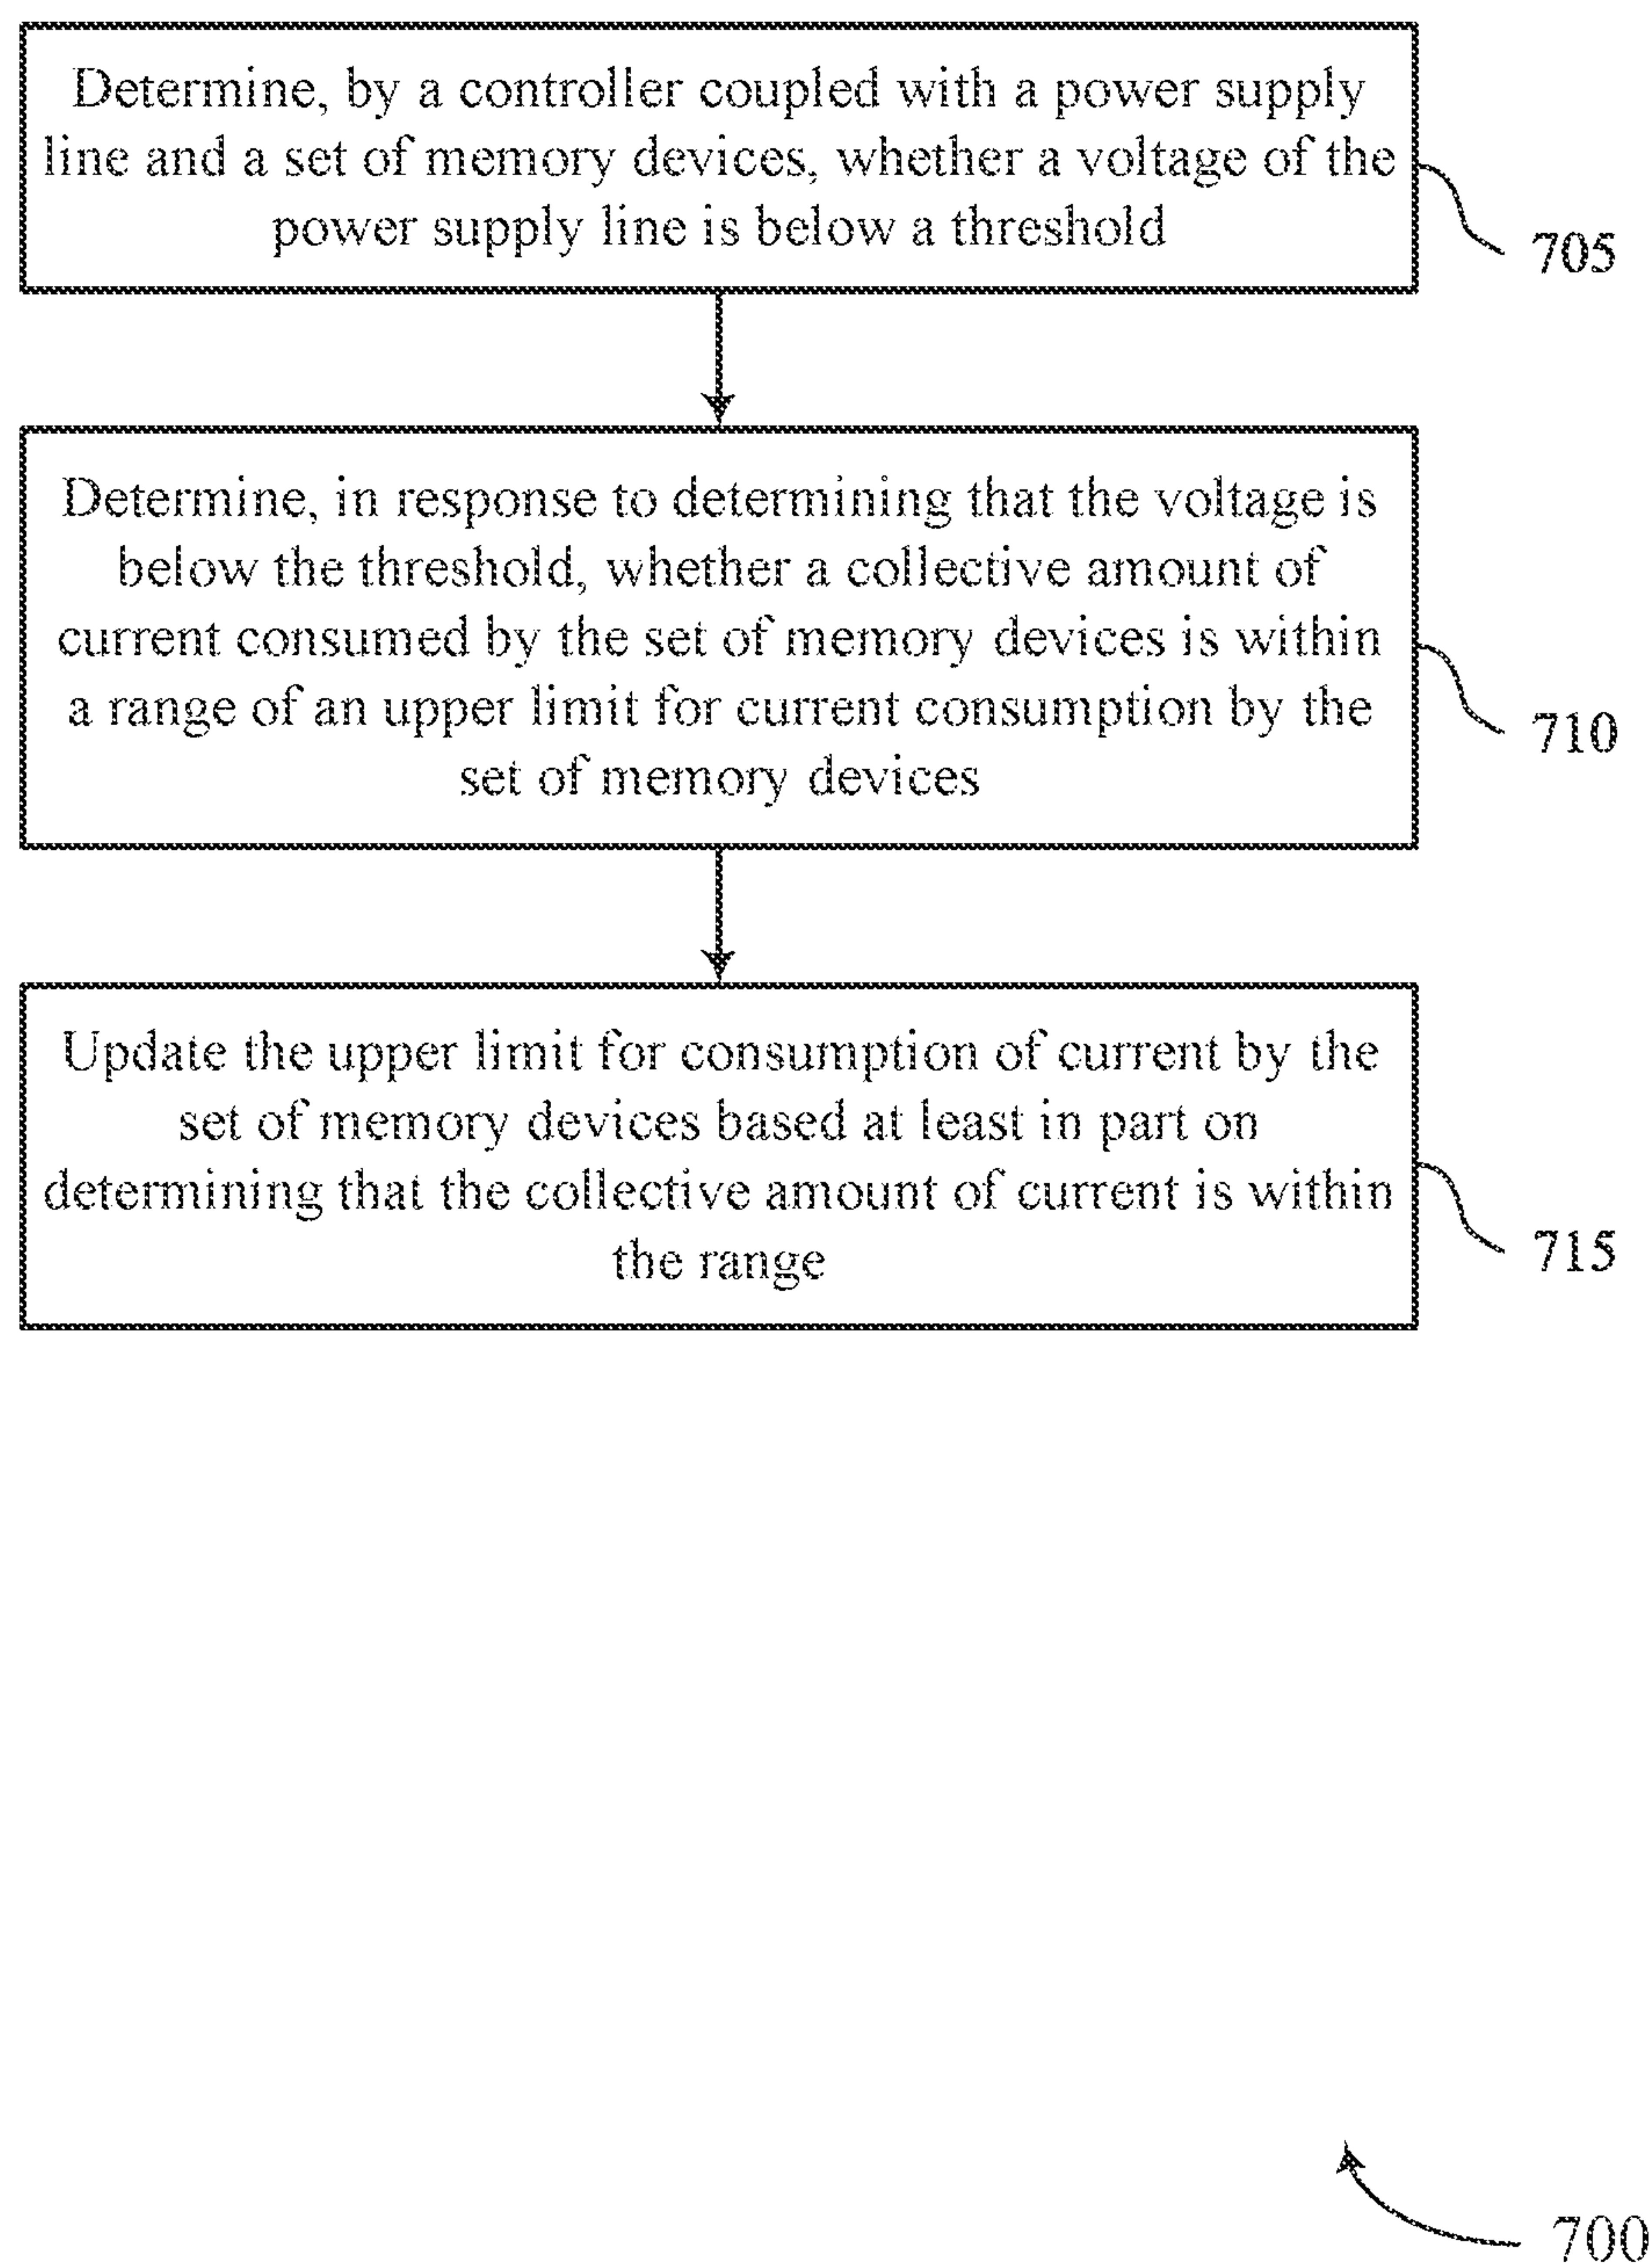 Determine, by a controller coupled with a power supply
line and a set of memory devices, whether a voltage of the
power supply line is below a threshold
705
Determine, in response to determining that the voltage is
below the threshold, whether a collective amount of
current consumed by the set of memory devices is within
a range of an upper limit for current consumption by the
set of memory devices
710
Update the upper limit for consumption of current by the
set of memory devices based at least in part on
determining that the collective amount of current is within
the range
715
700